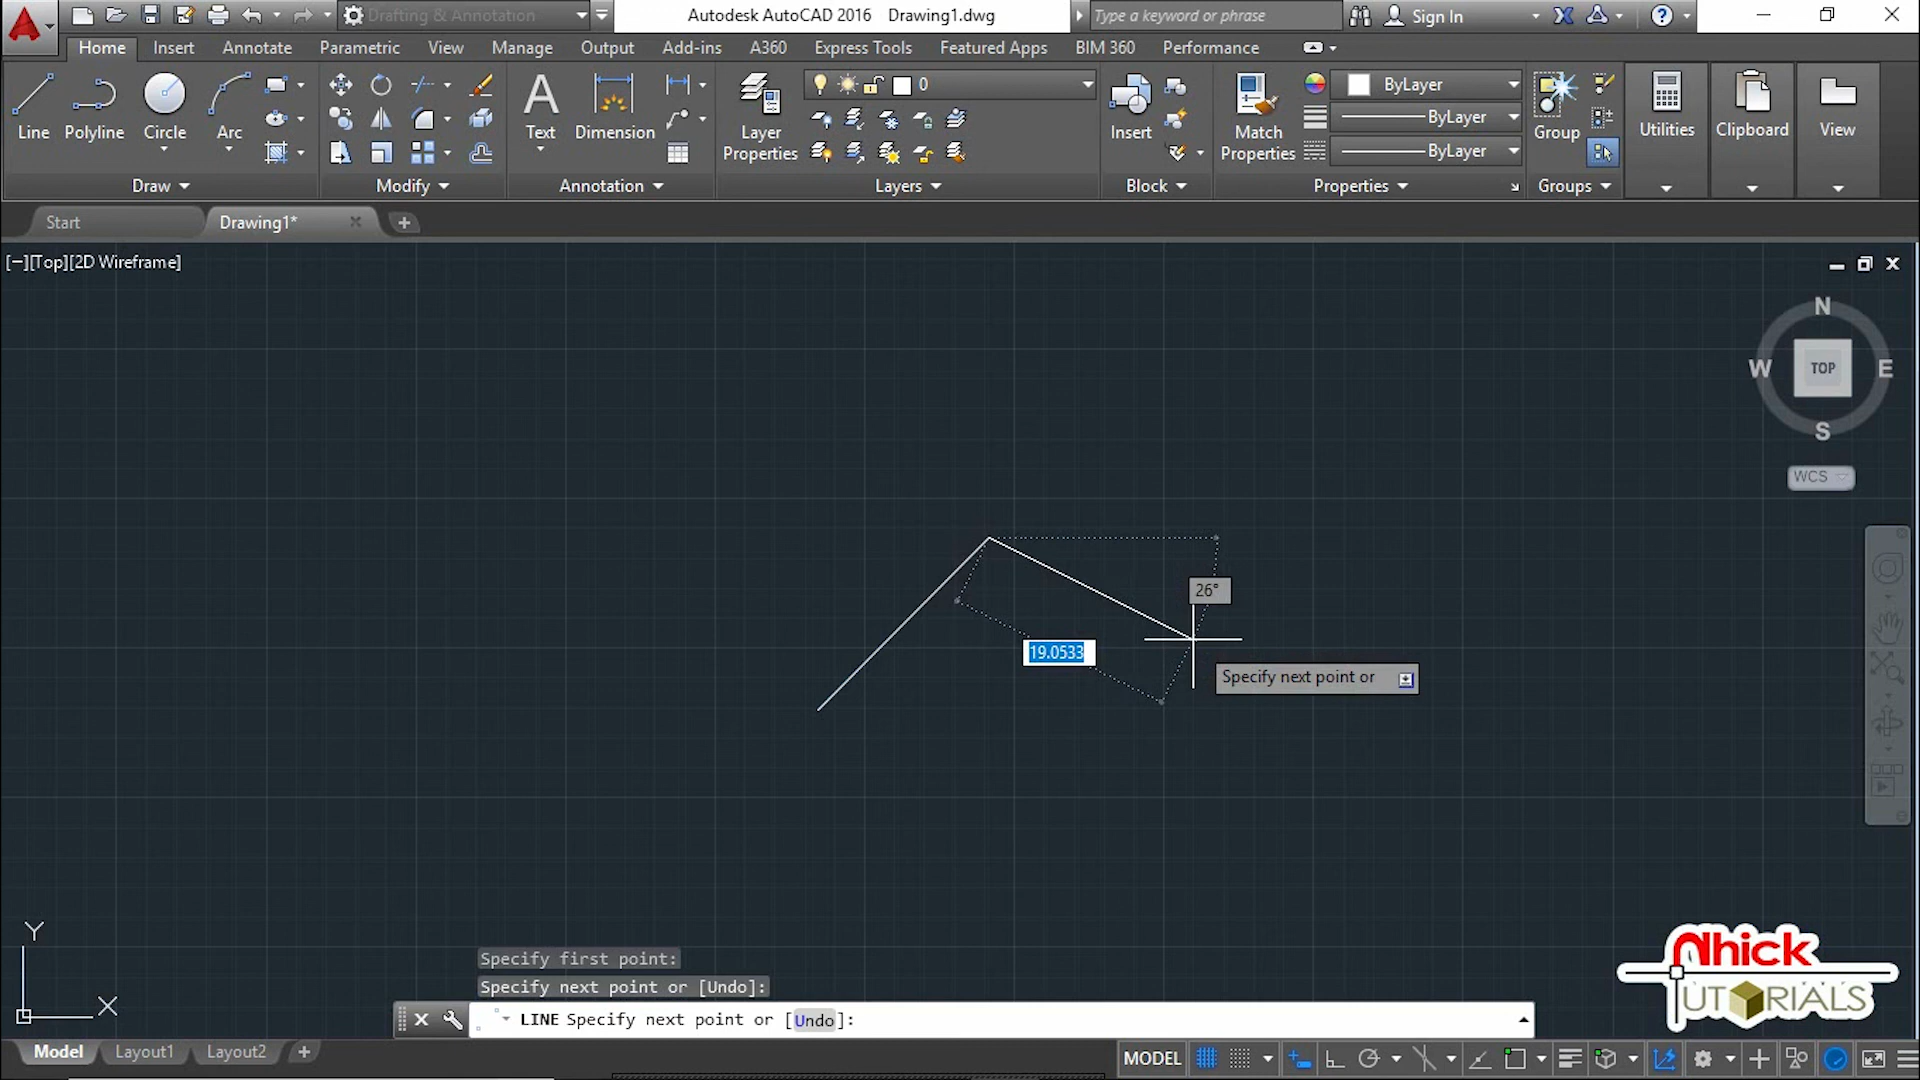 Drafting & Annotation
Autodesk AutoCAD 2016 Drawing1.dwg
Type a keyword or phrase
Sign In
Home Insert Annotate Parametric View Manage Output Add-ins A360 Express Tools Featured Apps BIM 360 Performance
0
ByLayer
ByLayer
ByLayer
Line Polyline Circle Arc
Text Dimension
Layer Properties
Insert
Match Properties
Group
Utilities
Clipboard
View
Draw Modify Annotation Layers Block Properties Groups
Start Drawing1*
[−][Top][2D Wireframe]
N
W TOP E
S
WCS
26°
19.0533
Specify next point or
Y
X
Specify first point:
Specify next point or [Undo]:
LINE Specify next point or [Undo]:
Nhick
TUTORIALS
Model Layout1 Layout2
MODEL